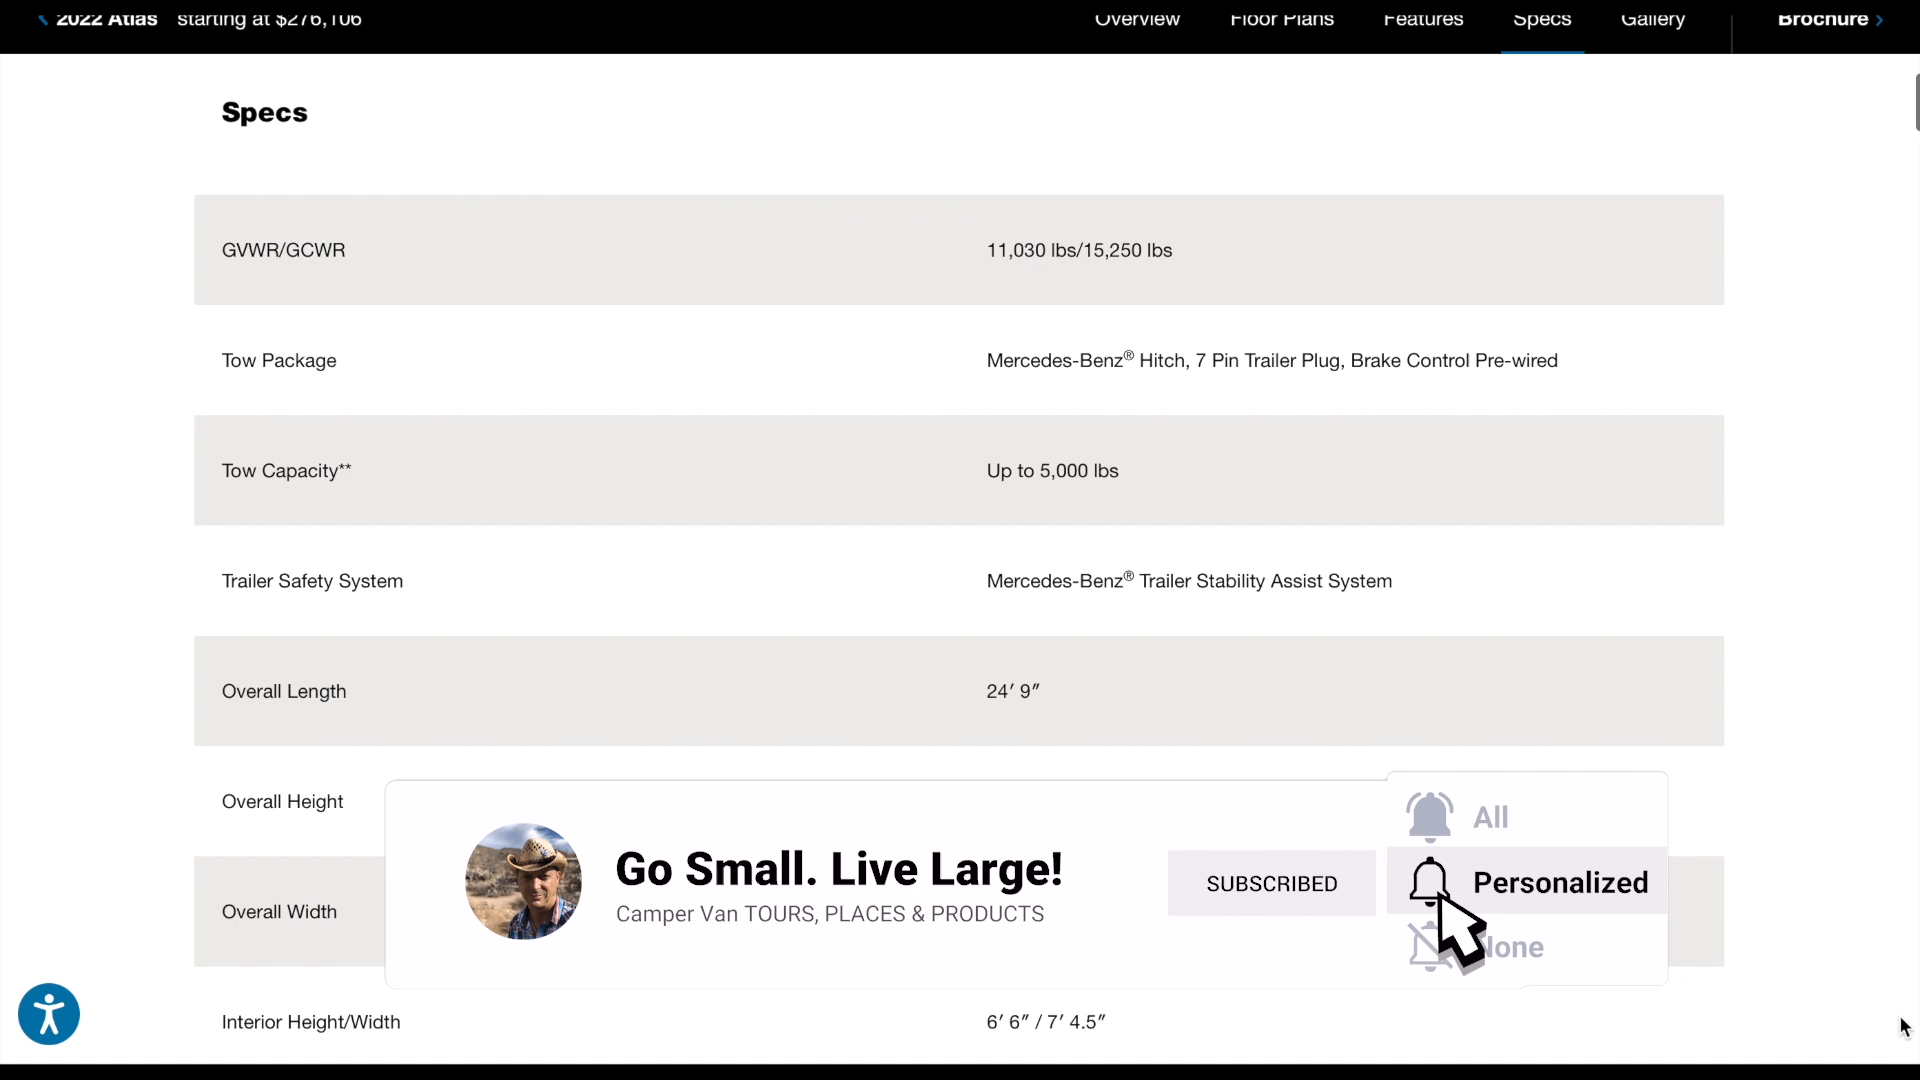 2022 Atlas starting at $276,106 Overview Floor Plans Features Specs Gallery Brochure
Specs
GVWR/GCWR 11,030 lbs/15,250 lbs
Tow Package Mercedes-Benz® Hitch, 7 Pin Trailer Plug, Brake Control Pre-wired
Tow Capacity** Up to 5,000 lbs
Trailer Safety System Mercedes-Benz® Trailer Stability Assist System
Overall Length 24′ 9″
Overall Height
All
Go Small. Live Large!
SUBSCRIBED Personalized
Camper Van TOURS, PLACES & PRODUCTS
Overall Width
None
Interior Height/Width 6′ 6″ / 7′ 4.5″